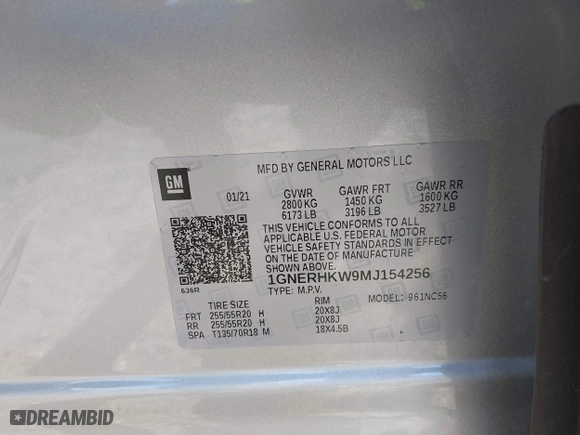 MFD BY GENERAL MOTORS LLC
GM
01/21
GVWR GAWR FRT GAWR RR
2800 KG 1450 KG 1600 KG
6173 LB 3196 LB 3527 LB
THIS VEHICLE CONFORMS TO ALL
APPLICABLE U.S. FEDERAL MOTOR
VEHICLE SAFETY STANDARDS IN EFFECT
ON THE DATE OF MANUFACTURE
SHOWN ABOVE.
1GNERHKW9MJ154256
TYPE: M.P.V. MODEL: 961NC56
636R
TIRE SIZE RIM
FRT 255/55R20 H 20X8J
RR 255/55R20 H 20X8J
SPA T135/70R18 M 18X4.5B
DREAMBID